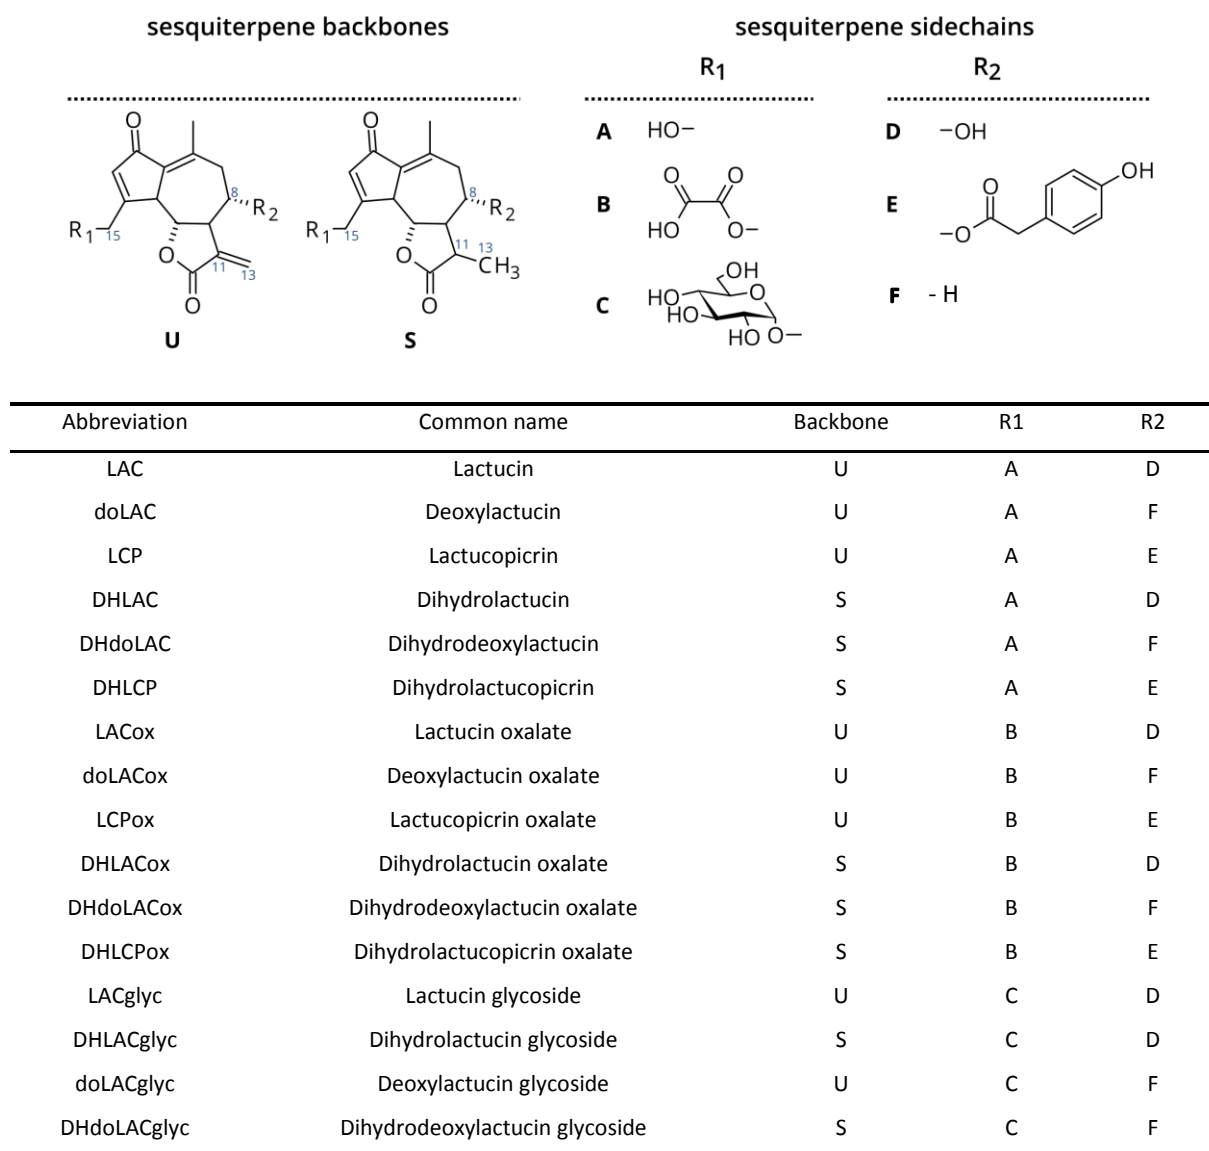 sesquiterpene backbones
sesquiterpene sidechains
R1
R2
O
8
R2
R1
15
O
11
13
O
U
O
8
R2
R1
15
11
13
CH3
O
O
S
A HO–
B O O
HO O–
C OH
HO O
HO
HO O–
D –OH
E O OH
–O
F - H
Abbreviation Common name Backbone R1 R2
LAC Lactucin U A D
doLAC Deoxylactucin U A F
LCP Lactucopicrin U A E
DHLAC Dihydrolactucin S A D
DHdoLAC Dihydrodeoxylactucin S A F
DHLCP Dihydrolactucopicrin S A E
LACox Lactucin oxalate U B D
doLACox Deoxylactucin oxalate U B F
LCPox Lactucopicrin oxalate U B E
DHLACox Dihydrolactucin oxalate S B D
DHdoLACox Dihydrodeoxylactucin oxalate S B F
DHLCPox Dihydrolactucopicrin oxalate S B E
LACglyc Lactucin glycoside U C D
DHLACglyc Dihydrolactucin glycoside S C D
doLACglyc Deoxylactucin glycoside U C F
DHdoLACglyc Dihydrodeoxylactucin glycoside S C F